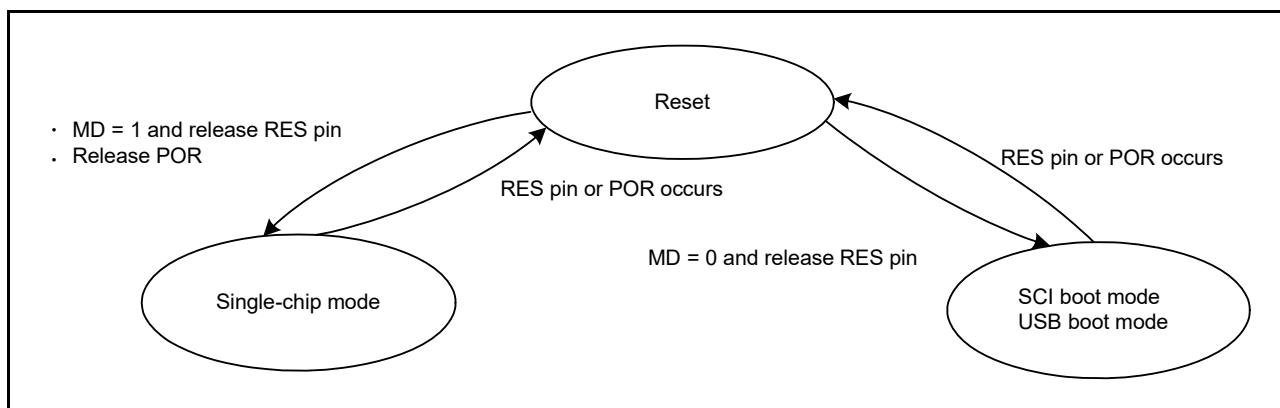 Reset
· MD = 1 and release RES pin
· Release POR
RES pin or POR occurs
RES pin or POR occurs
MD = 0 and release RES pin
Single-chip mode
SCI boot mode
USB boot mode